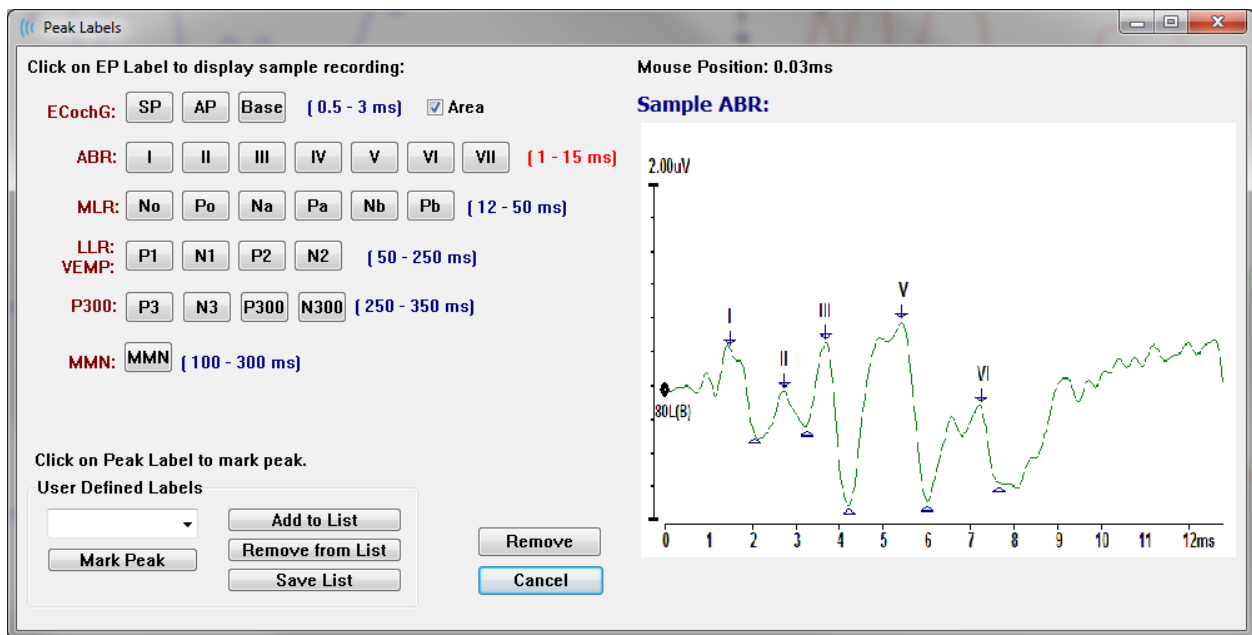 Peak Labels
Click on EP Label to display sample recording:
ECochG: SP AP Base ( 0.5 - 3 ms) Area
ABR: I II III IV V VI VII ( 1 - 15 ms)
MLR: No Po Na Pa Nb Pb ( 12 - 50 ms)
LLR:
VEMP: P1 N1 P2 N2 ( 50 - 250 ms)
P300: P3 N3 P300 N300 ( 250 - 350 ms)
MMN: MMN ( 100 - 300 ms)
Click on Peak Label to mark peak.
User Defined Labels
Add to List
Mark Peak
Remove from List
Save List
Remove
Cancel
Mouse Position: 0.03ms
Sample ABR:
2.00uV
I II III V VI
80L(B)
0 1 2 3 4 5 6 7 8 9 10 11 12ms